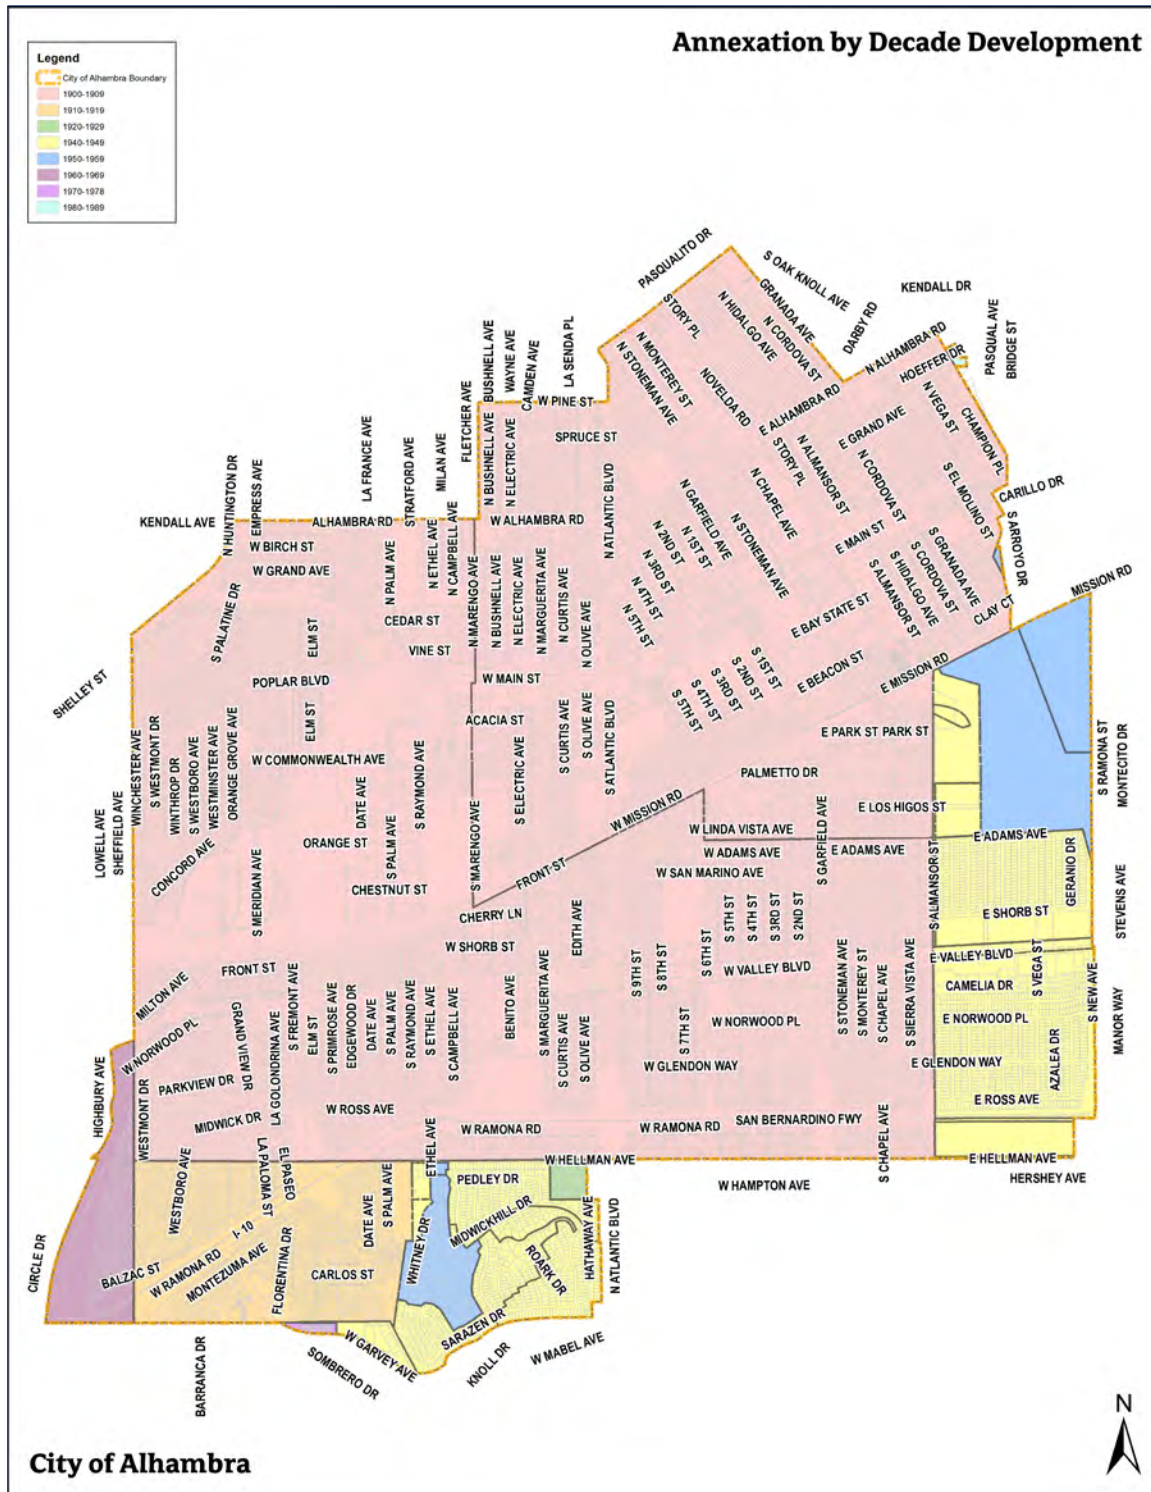 Annexation by Decade Development
Legend
City of Alhambra Boundary
1900-1909
1910-1919
1920-1929
1940-1949
1950-1959
1960-1969
1970-1978
1980-1989
PASQUALITO DR
S OAK KNOLL AVE
KENDALL DR
GRANADA AVE
DARBY RD
N ALHAMBRA RD
PASQUAL AVE
BRIDGE ST
HOEFFER DR
STORY PL
N HIDALGO AVE
N CORDOVA ST
N MONTEREY ST
N STONEMAN AVE
NOVELDA RD
E ALHAMBRA RD
E GRAND AVE
N VEGA ST
CHAMPION PL
LA SENDA PL
CAMDEN AVE
WAYNE AVE
BUSHNELL AVE
FLETCHER AVE
W PINE ST
SPRUCE ST
N BUSHNELL AVE
N ELECTRIC AVE
MILAN AVE
STRATFORD AVE
LA FRANCE AVE
STORY PL
N ALMANSOR ST
N CORDOVA ST
S EL MOLINO ST
CARILLO DR
S ARROYO DR
N HUNTINGTON DR
EMPRESS AVE
KENDALL AVE
ALHAMBRA RD
W ALHAMBRA RD
N ATLANTIC BLVD
N GARFIELD AVE
N CHAPEL AVE
N STONEMAN AVE
E MAIN ST
W BIRCH ST
W GRAND AVE
N PALM AVE
N ETHEL AVE
N CAMPBELL AVE
N MARENGO AVE
N BUSHNELL AVE
N ELECTRIC AVE
N MARGUERITA AVE
N CURTIS AVE
N OLIVE AVE
N 1ST ST
N 2ND ST
N 3RD ST
N 4TH ST
N 5TH ST
S GRANADA AVE
S CORDOVA ST
S HIDALGO AVE
S ALMANSOR ST
CLAY CT
MISSION RD
S PALATINE DR
ELM ST
CEDAR ST
VINE ST
E BAY STATE ST
E BEACON ST
E MISSION RD
SHELLEY ST
POPLAR BLVD
W MAIN ST
S 1ST ST
S 2ND ST
S 3RD ST
S 4TH ST
S 5TH ST
ELM ST
ACACIA ST
S CURTIS AVE
S OLIVE AVE
S ATLANTIC BLVD
E PARK ST
PARK ST
S RAMONA ST
MONTECITO DR
WINCHESTER AVE
S WESTMONT DR
WINTHROP DR
S WESTBORO AVE
WESTMINSTER AVE
ORANGE GROVE AVE
W COMMONWEALTH AVE
DATE AVE
S RAYMOND AVE
S ELECTRIC AVE
PALMETTO DR
E LOS HIGOS ST
LOWELL AVE
SHEFFIELD AVE
CONCORD AVE
ORANGE ST
S PALM AVE
CHESTNUT ST
S MARENGO AVE
W MISSION RD
FRONT ST
W LINDA VISTA AVE
W ADAMS AVE
S GARFIELD AVE
E ADAMS AVE
E ADAMS AVE
W SAN MARINO AVE
S ALMANSOR ST
GERANIO DR
STEVENS AVE
S MERIDIAN AVE
CHERRY LN
EDITH AVE
S 5TH ST
S 4TH ST
S 3RD ST
S 2ND ST
E SHORB ST
W SHORB ST
S 9TH ST
S 8TH ST
S 6TH ST
W VALLEY BLVD
E VALLEY BLVD
S VEGA ST
FRONT ST
MILTON AVE
S FREMONT AVE
ELM ST
S PRIMROSE AVE
EDGEWOOD DR
DATE AVE
S PALM AVE
S RAYMOND AVE
S ETHEL AVE
S CAMPBELL AVE
BENITO AVE
S MARGUERITA AVE
S CURTIS AVE
S OLIVE AVE
S 7TH ST
S STONEMAN AVE
S MONTEREY ST
S CHAPEL AVE
S SIERRA VISTA AVE
CAMELIA DR
S NEW AVE
MANOR WAY
W NORWOOD PL
GRAND VIEW DR
LA GOLONDRINA AVE
W NORWOOD PL
E NORWOOD PL
HIGHBURY AVE
WESTMONT DR
PARKVIEW DR
W GLENDON WAY
E GLENDON WAY
AZALEA DR
MIDWICK DR
W ROSS AVE
E ROSS AVE
W RAMONA RD
W RAMONA RD
SAN BERNARDINO FWY
S CHAPEL AVE
ETHEL AVE
W HELLMAN AVE
E HELLMAN AVE
HERSHEY AVE
WESTBORO AVE
LA PALOMA ST
EL PASEO
PEDLEY DR
W HAMPTON AVE
S PALM AVE
DATE AVE
WHITNEY DR
MIDWICKHILL DR
HATHAWAY AVE
N ATLANTIC BLVD
I-10
CIRCLE DR
BALZAC ST
W RAMONA RD
MONTEZUMA AVE
FLORENTINA DR
CARLOS ST
ROARK DR
SARAZEN DR
W GARVEY AVE
BARRANCA DR
SOMBRERO DR
KNOLL DR
W MABEL AVE
N
City of Alhambra